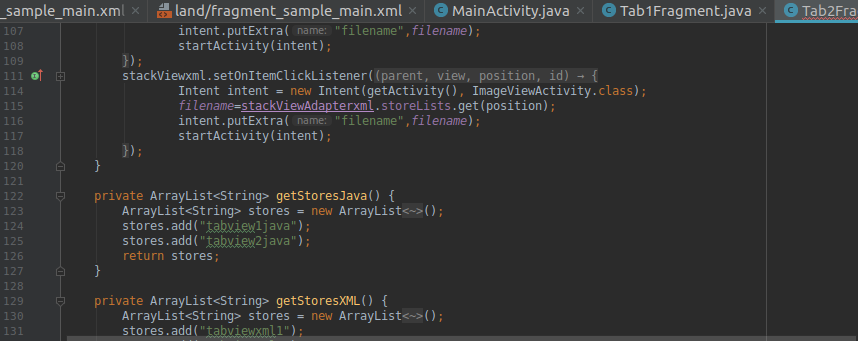 _sample_main.xml × land/fragment_sample_main.xml × MainActivity.java × Tab1Fragment.java × Tab2Fra
107 intent.putExtra( name: "filename",filename);
108 startActivity(intent);
109 });
111 stackViewxml.setOnItemClickListener((parent, view, position, id) → {
114 Intent intent = new Intent(getActivity(), ImageViewActivity.class);
115 filename=stackViewAdapterxml.storeLists.get(position);
116 intent.putExtra( name: "filename",filename);
117 startActivity(intent);
118 });
120 }
121
122 private ArrayList<String> getStoresJava() {
123 ArrayList<String> stores = new ArrayList<~>();
124 stores.add("tabview1java");
125 stores.add("tabview2java");
126 return stores;
127 }
128
129 private ArrayList<String> getStoresXML() {
130 ArrayList<String> stores = new ArrayList<~>();
131 stores.add("tabviewxml1");